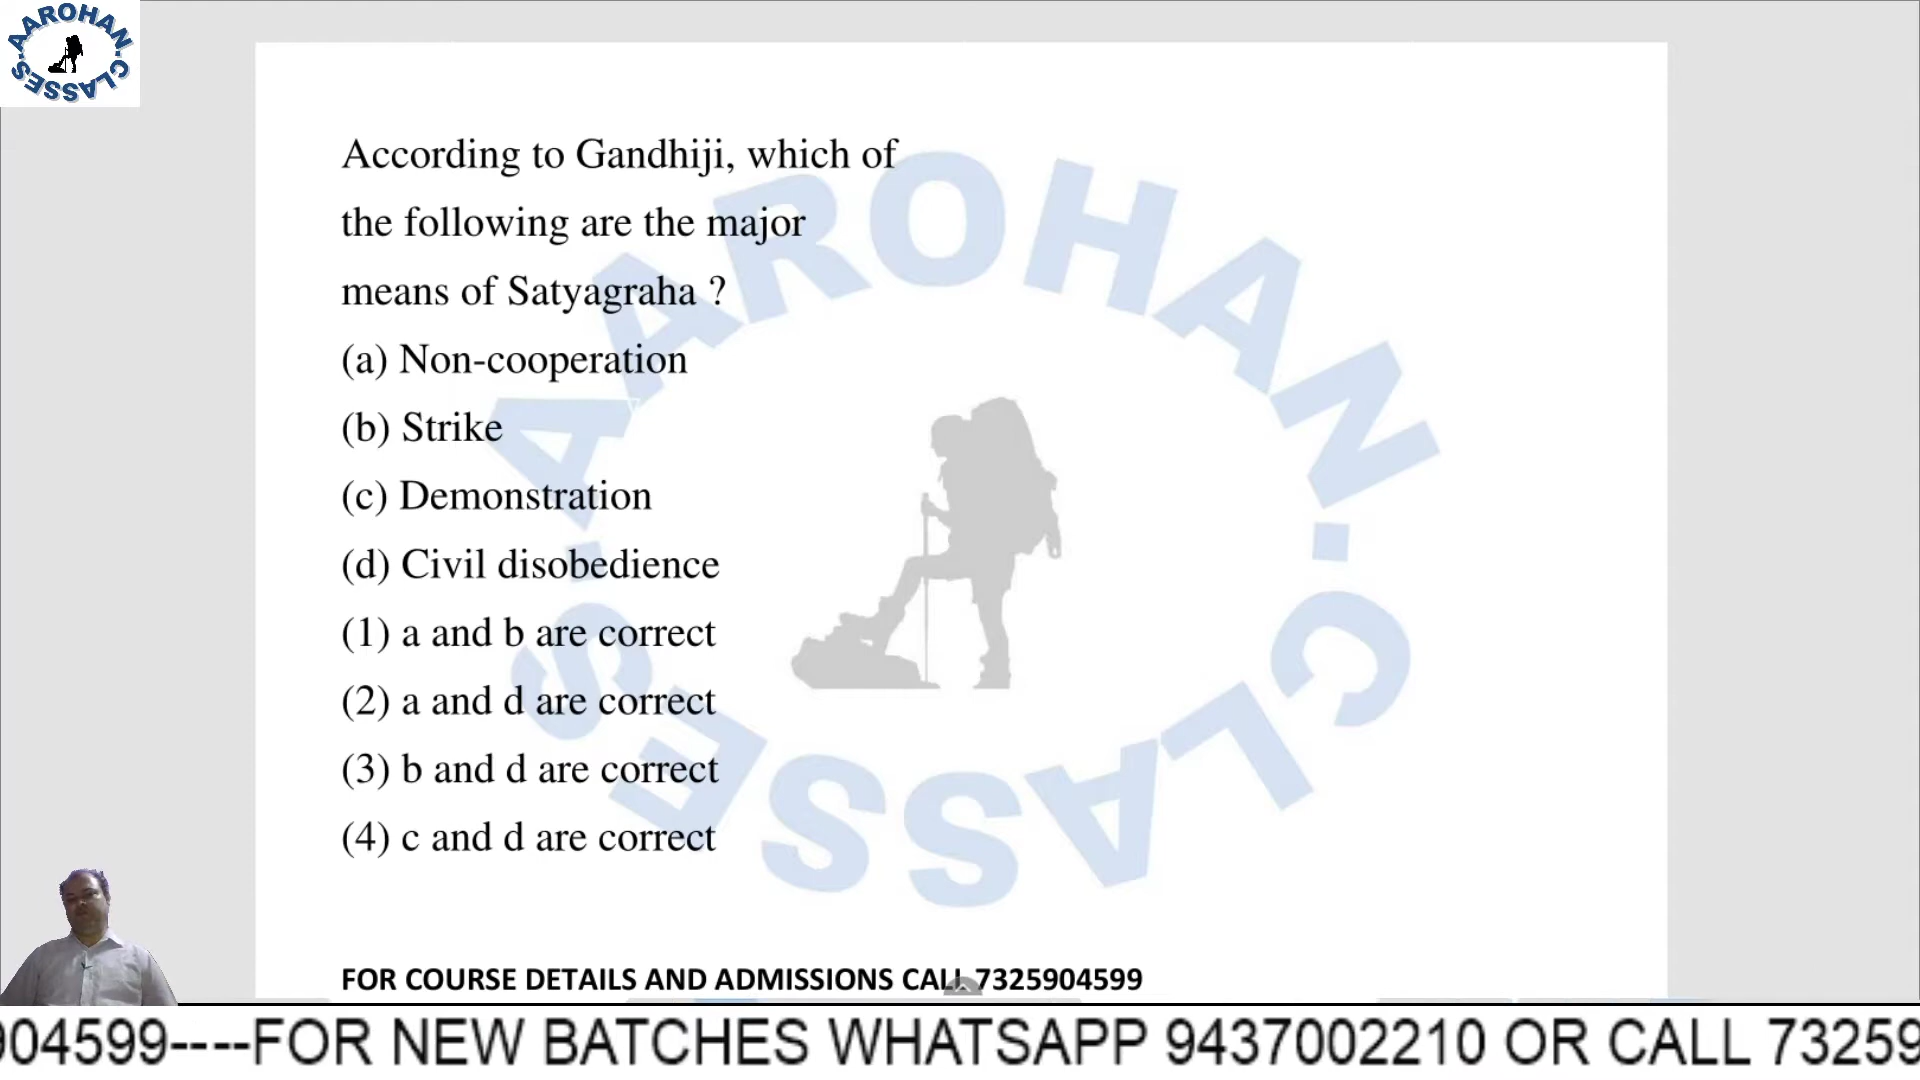 AAROHAN.CLASSES.
According to Gandhiji, which of
the following are the major
means of Satyagraha ?
(a) Non-cooperation
(b) Strike
(c) Demonstration
(d) Civil disobedience
(1) a and b are correct
(2) a and d are correct
(3) b and d are correct
(4) c and d are correct
AAROHAN.CLASSES.
FOR COURSE DETAILS AND ADMISSIONS CALL 7325904599
904599----FOR NEW BATCHES WHATSAPP 9437002210 OR CALL 73259